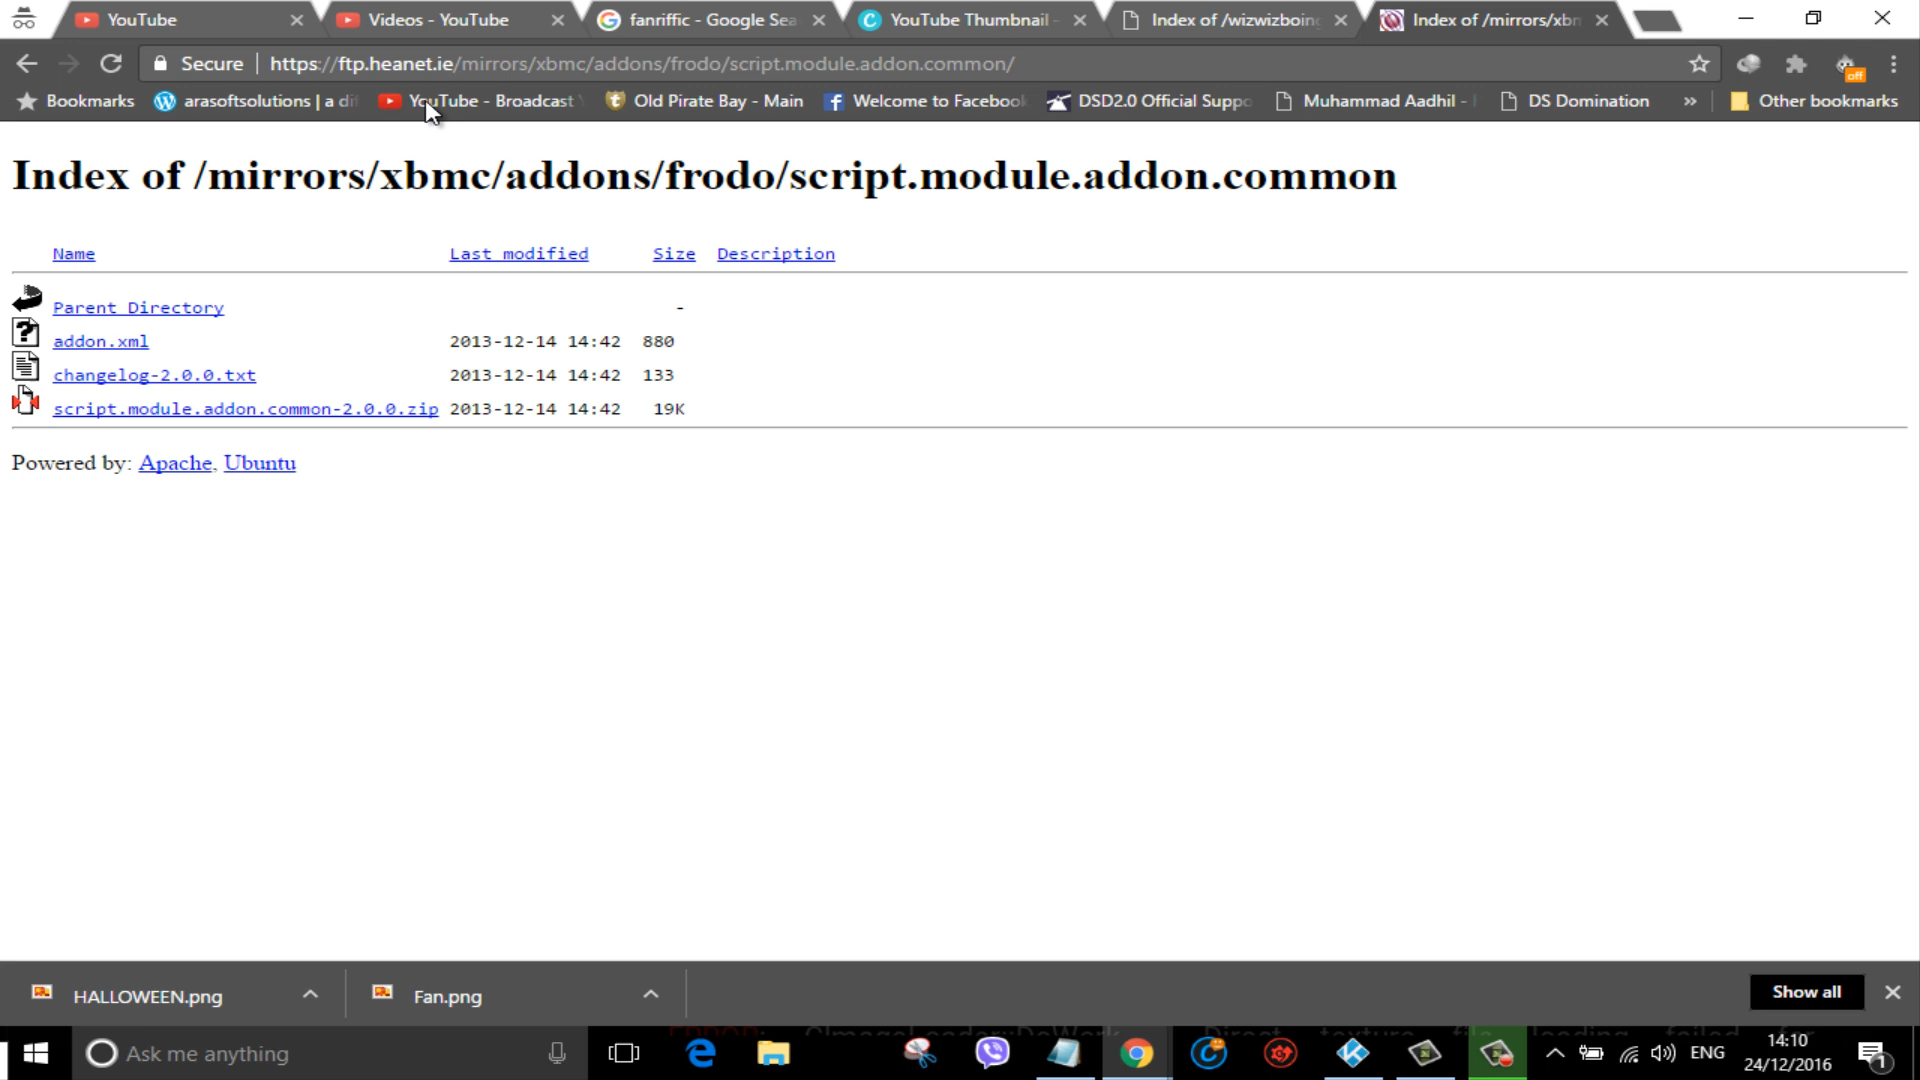 YouTube
Videos - YouTube
fanriffic - Google Sea
YouTube Thumbnail -
Index of /wizwizboing
Index of /mirrors/xbm
Secure
https://ftp.heanet.ie/mirrors/xbmc/addons/frodo/script.module.addon.common/
off
Bookmarks
arasoftsolutions | a dif
YouTube - Broadcast
Old Pirate Bay - Main
Welcome to Facebook
DSD2.0 Official Suppo
Muhammad Aadhil -
DS Domination
»
Other bookmarks
Index of /mirrors/xbmc/addons/frodo/script.module.addon.common
Name Last modified Size Description
Parent Directory -
addon.xml 2013-12-14 14:42 880
changelog-2.0.0.txt 2013-12-14 14:42 133
script.module.addon.common-2.0.0.zip 2013-12-14 14:42 19K
Powered by: Apache, Ubuntu
HALLOWEEN.png
Fan.png
Show all
Ask me anything
ENG
14:10
24/12/2016
1